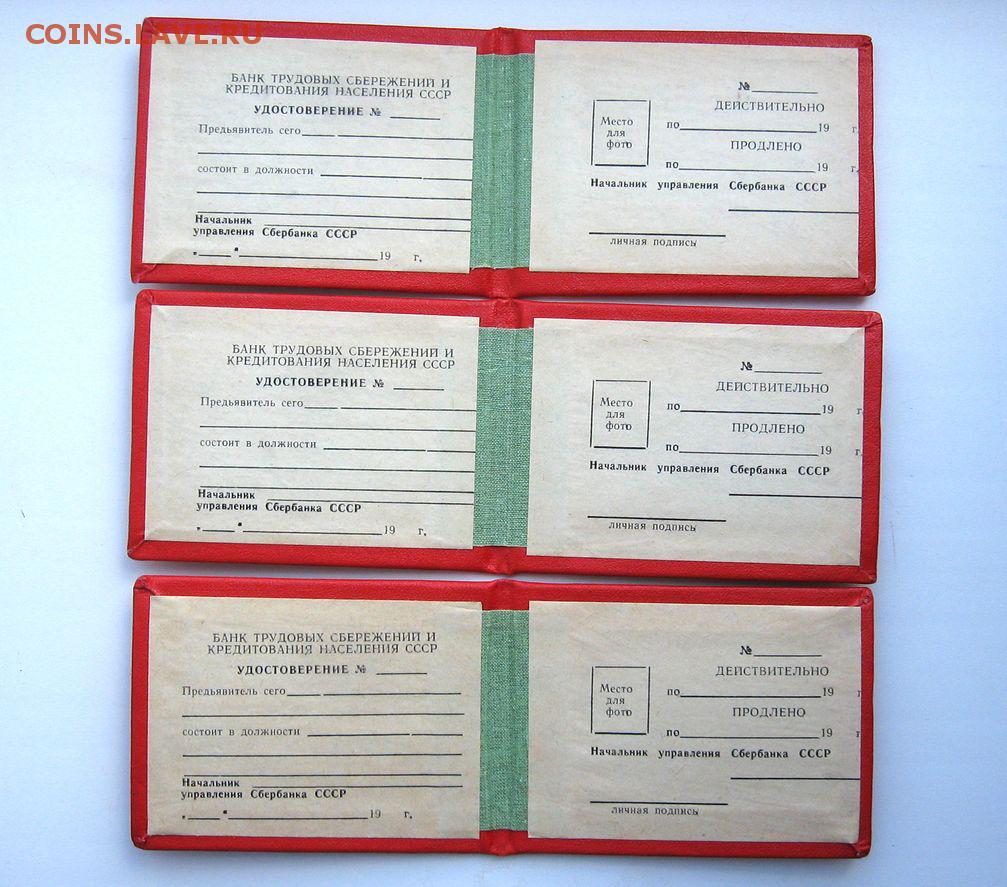 COINS.LAVE.RU
БАНК ТРУДОВЫХ СБЕРЕЖЕНИЙ И
КРЕДИТОВАНИЯ НАСЕЛЕНИЯ СССР
УДОСТОВЕРЕНИЕ №
Предьявитель сего
состоит в должности
Начальник
управления Сбербанка СССР
" " 19 г.
№
ДЕЙСТВИТЕЛЬНО
Место
для
фото
по 19 г.
ПРОДЛЕНО
по 19 г.
Начальник управления Сбербанка СССР
личная подпись
БАНК ТРУДОВЫХ СБЕРЕЖЕНИЙ И
КРЕДИТОВАНИЯ НАСЕЛЕНИЯ СССР
УДОСТОВЕРЕНИЕ №
Предьявитель сего
состоит в должности
Начальник
управления Сбербанка СССР
" " 19 г.
№
ДЕЙСТВИТЕЛЬНО
Место
для
фото
по 19 г.
ПРОДЛЕНО
по 19 г.
Начальник управления Сбербанка СССР
личная подпись
БАНК ТРУДОВЫХ СБЕРЕЖЕНИЙ И
КРЕДИТОВАНИЯ НАСЕЛЕНИЯ СССР
УДОСТОВЕРЕНИЕ №
Предьявитель сего
состоит в должности
Начальник
управления Сбербанка СССР
" " 19 г.
№
ДЕЙСТВИТЕЛЬНО
Место
для
фото
по 19 г.
ПРОДЛЕНО
по 19 г.
Начальник управления Сбербанка СССР
личная подпись